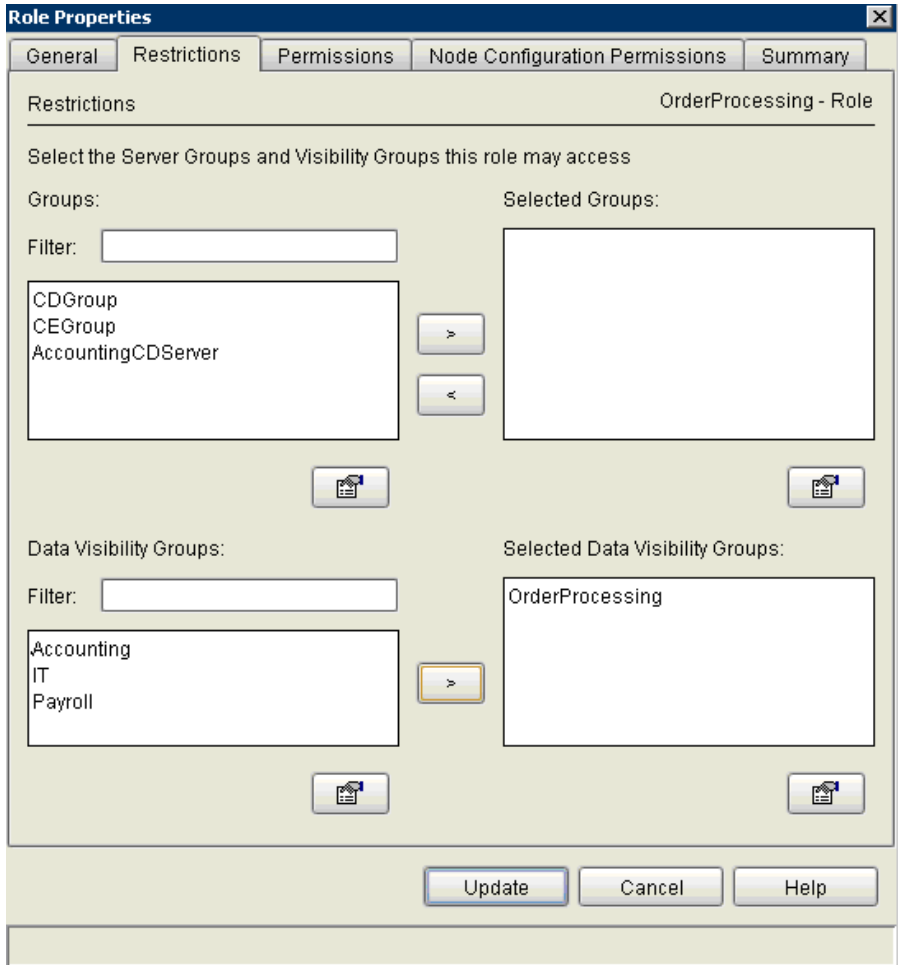 Role Properties
General Restrictions Permissions Node Configuration Permissions Summary
Restrictions OrderProcessing - Role
Select the Server Groups and Visibility Groups this role may access
Groups: Selected Groups:
Filter:
CDGroup
CEGroup
AccountingCDServer
>
<
Data Visibility Groups: Selected Data Visibility Groups:
Filter:
OrderProcessing
Accounting
IT
Payroll
>
Update Cancel Help